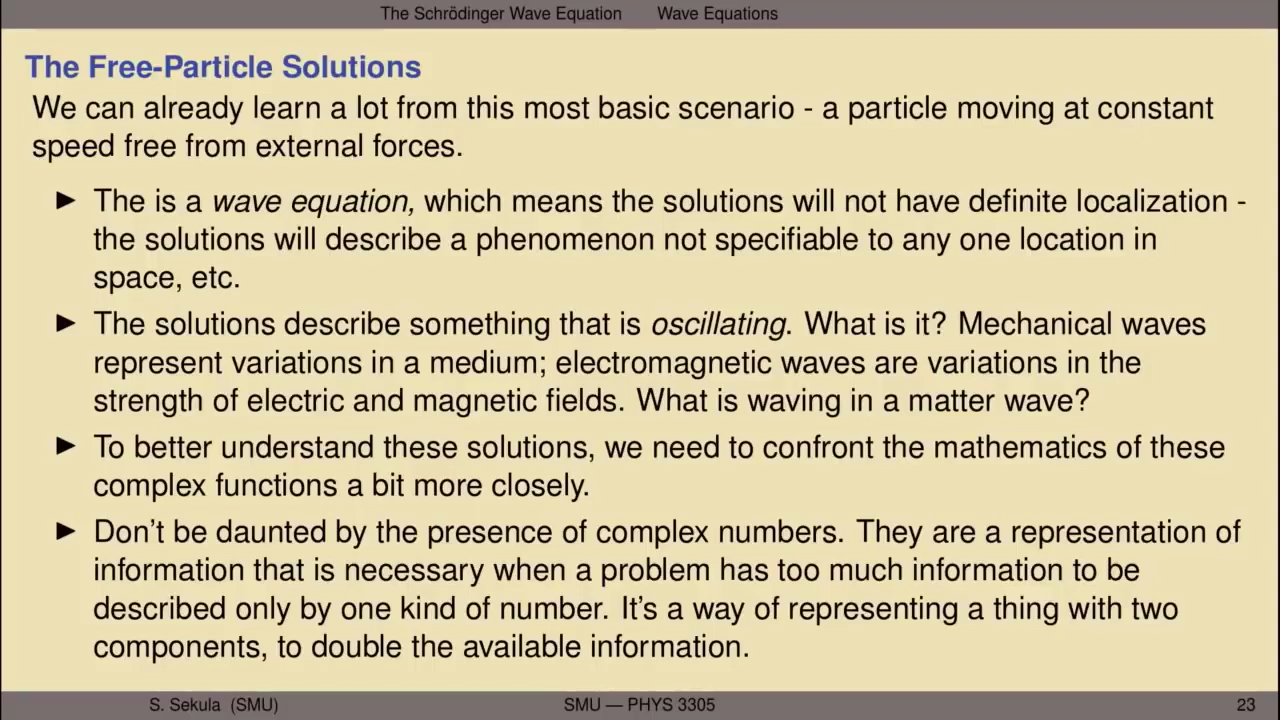 The Schrödinger Wave Equation Wave Equations
The Free-Particle Solutions
We can already learn a lot from this most basic scenario - a particle moving at constant
speed free from external forces.
▶ The is a wave equation, which means the solutions will not have definite localization -
the solutions will describe a phenomenon not specifiable to any one location in
space, etc.
▶ The solutions describe something that is oscillating. What is it? Mechanical waves
represent variations in a medium; electromagnetic waves are variations in the
strength of electric and magnetic fields. What is waving in a matter wave?
▶ To better understand these solutions, we need to confront the mathematics of these
complex functions a bit more closely.
▶ Don't be daunted by the presence of complex numbers. They are a representation of
information that is necessary when a problem has too much information to be
described only by one kind of number. It's a way of representing a thing with two
components, to double the available information.
S. Sekula (SMU) SMU — PHYS 3305 23